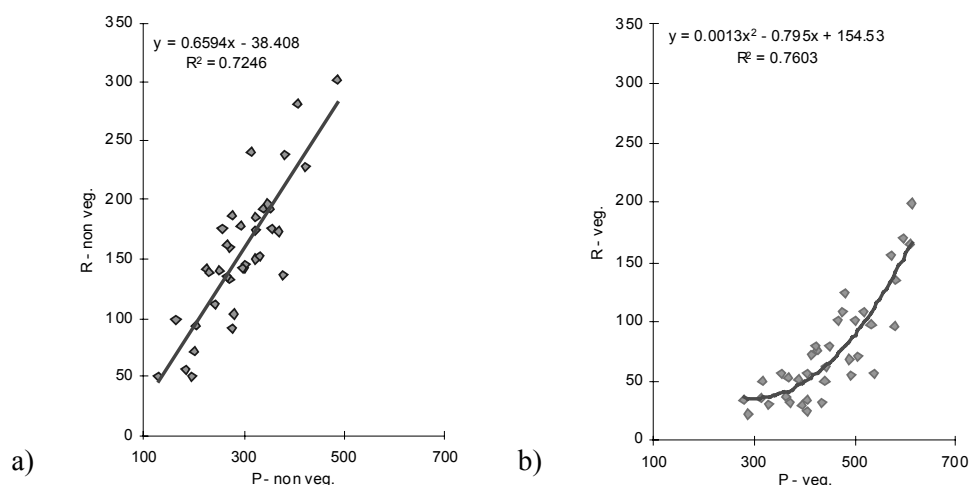 350
y = 0.6594x - 38.408
R² = 0.7246
300
250
200
150
100
50
0
R - non veg.
100
300
500
700
P - non veg.
a)
350
y = 0.0013x² - 0.795x + 154.53
R² = 0.7603
300
250
200
150
100
50
0
R - veg.
100
300
500
700
P - veg.
b)